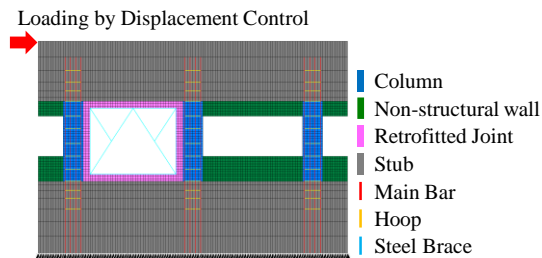 Loading by Displacement Control
Column
Non-structural wall
Retrofitted Joint
Stub
Main Bar
Hoop
Steel Brace